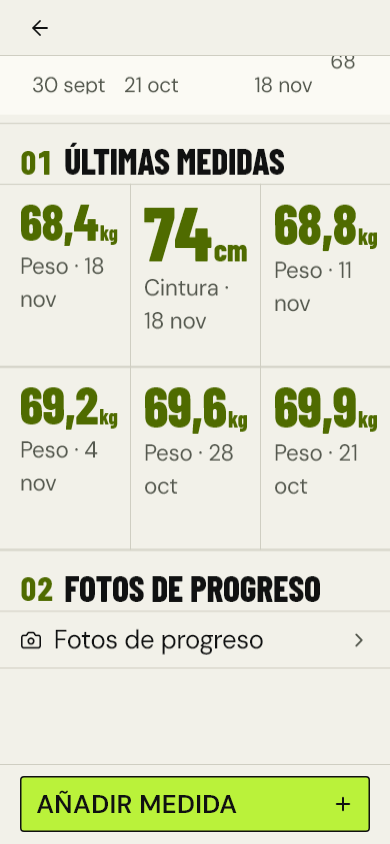 68
30 sept 21 oct 18 nov
01 ÚLTIMAS MEDIDAS
68,4kg
Peso · 18
nov
74cm
Cintura ·
18 nov
68,8kg
Peso · 11
nov
69,2kg
Peso · 4
nov
69,6kg
Peso · 28
oct
69,9kg
Peso · 21
oct
02 FOTOS DE PROGRESO
Fotos de progreso
AÑADIR MEDIDA